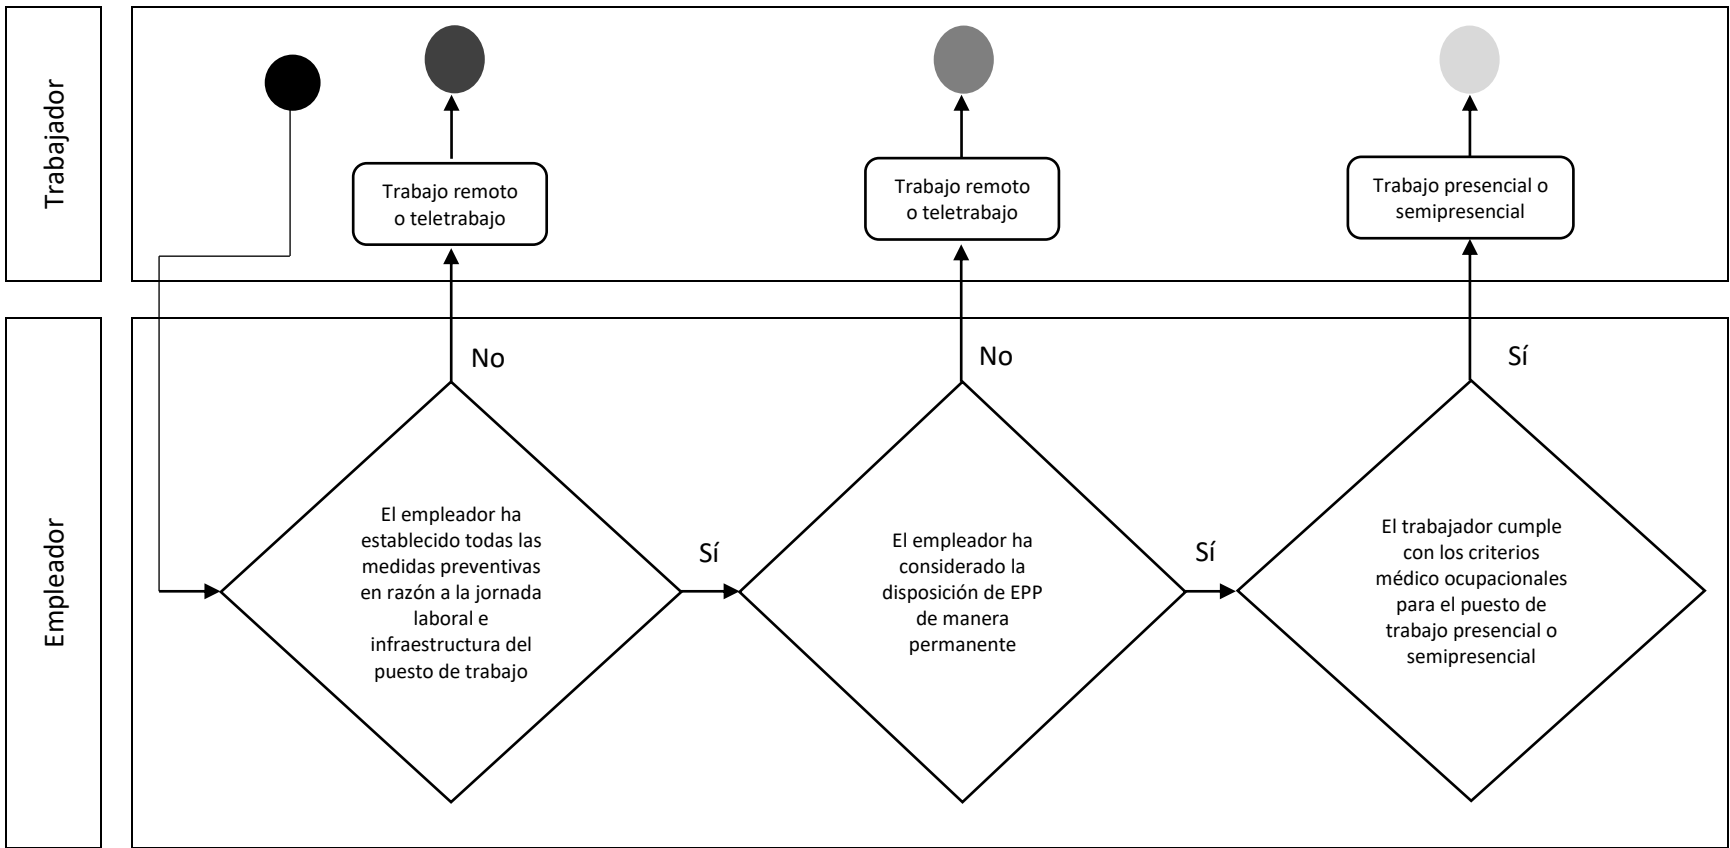 Trabajador
Trabajo remoto
o teletrabajo
Trabajo remoto
o teletrabajo
Trabajo presencial o
semipresencial
Empleador
No
No
Sí
El empleador ha
establecido todas las
medidas preventivas
en razón a la jornada
laboral e
infraestructura del
puesto de trabajo
Sí
El empleador ha
considerado la
disposición de EPP
de manera
permanente
Sí
El trabajador cumple
con los criterios
médico ocupacionales
para el puesto de
trabajo presencial o
semipresencial